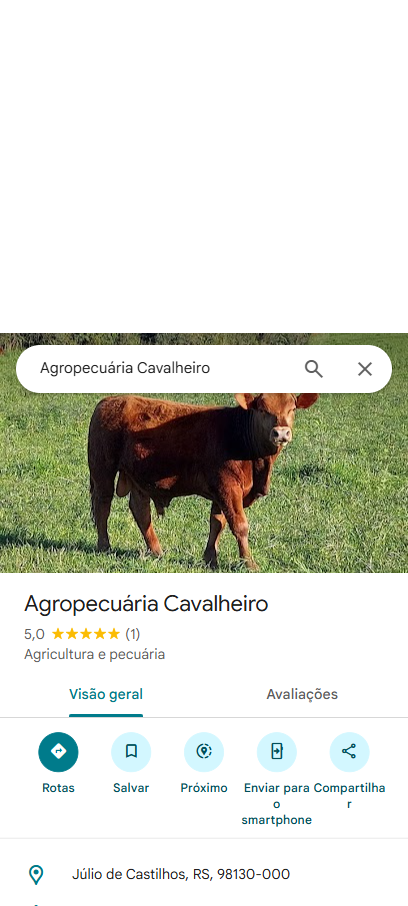 Agropecuária Cavalheiro
Agropecuária Cavalheiro
5,0 (1)
Agricultura e pecuária
Visão geral
Avaliações
Rotas
Salvar
Próximo
Enviar para
o
smartphone
Compartilha
r
Júlio de Castilhos, RS, 98130-000